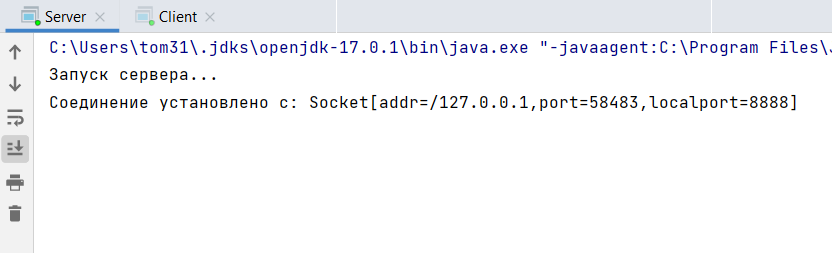 Server
Client
C:\Users\tom31\.jdks\openjdk-17.0.1\bin\java.exe "-javaagent:C:\Program Files\
Запуск сервера...
Соединение установлено с: Socket[addr=/127.0.0.1,port=58483,localport=8888]